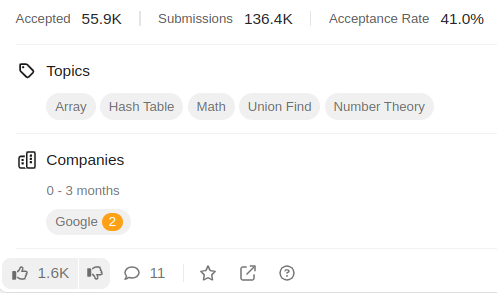 Accepted 55.9K Submissions 136.4K Acceptance Rate 41.0%
Topics
Array Hash Table Math Union Find Number Theory
Companies
0 - 3 months
Google 2
1.6K 11